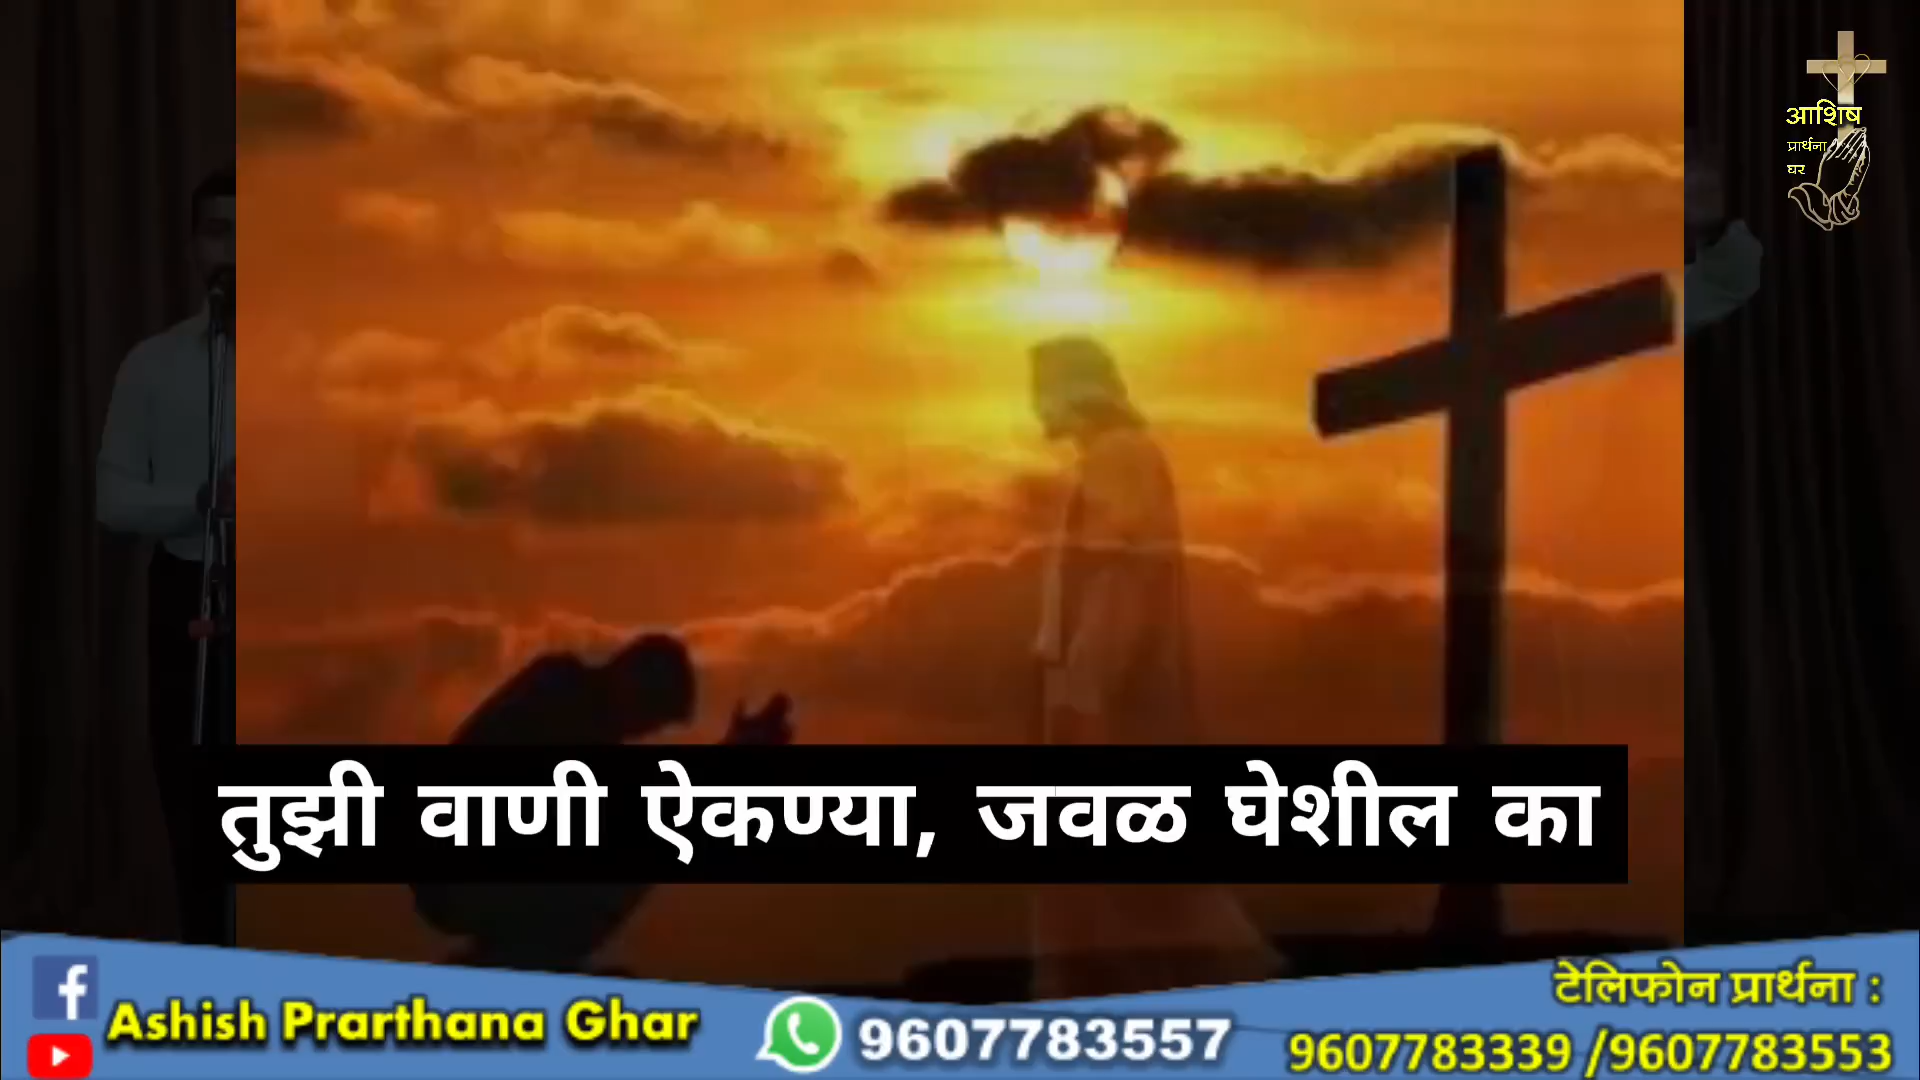 आशिष
प्रार्थना
घर
तुझी वाणी ऐकण्या, जवळ घेशील का
टेलिफोन प्रार्थना :
Ashish Prarthana Ghar
9607783557
9607783339 /9607783553